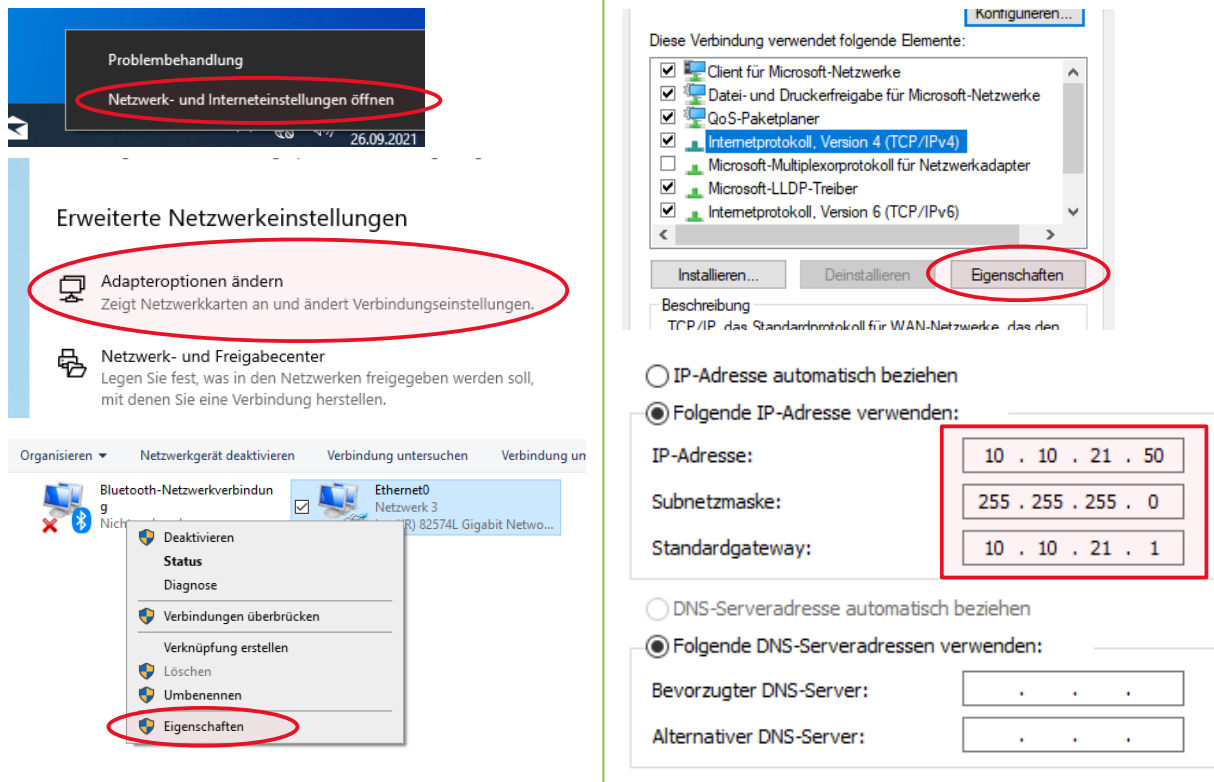 Problembehandlung
Netzwerk- und Interneteinstellungen öffnen
26.09.2021
Erweiterte Netzwerkeinstellungen
Adapteroptionen ändern
Zeigt Netzwerkkarten an und ändert Verbindungseinstellungen.
Netzwerk- und Freigabecenter
Legen Sie fest, was in den Netzwerken freigegeben werden soll,
mit denen Sie eine Verbindung herstellen.
Organisieren Netzwerkgerät deaktivieren Verbindung untersuchen Verbindung um
Bluetooth-Netzwerkverbindun
g
Nicht
Ethernet0
Netzwerk 3
R) 82574L Gigabit Netwo...
Deaktivieren
Status
Diagnose
Verbindungen überbrücken
Verknüpfung erstellen
Löschen
Umbenennen
Eigenschaften
Konfigurieren...
Diese Verbindung verwendet folgende Elemente:
Client für Microsoft-Netzwerke
Datei- und Druckerfreigabe für Microsoft-Netzwerke
QoS-Paketplaner
Internetprotokoll, Version 4 (TCP/IPv4)
Microsoft-Multiplexorprotokoll für Netzwerkadapter
Microsoft-LLDP-Treiber
Internetprotokoll, Version 6 (TCP/IPv6)
Installieren... Deinstallieren Eigenschaften
Beschreibung
TCP/IP, das Standardprotokoll für WAN-Netzwerke, das den
IP-Adresse automatisch beziehen
Folgende IP-Adresse verwenden:
IP-Adresse: 10 . 10 . 21 . 50
Subnetzmaske: 255 . 255 . 255 . 0
Standardgateway: 10 . 10 . 21 . 1
DNS-Serveradresse automatisch beziehen
Folgende DNS-Serveradressen verwenden:
Bevorzugter DNS-Server: . . .
Alternativer DNS-Server: . . .